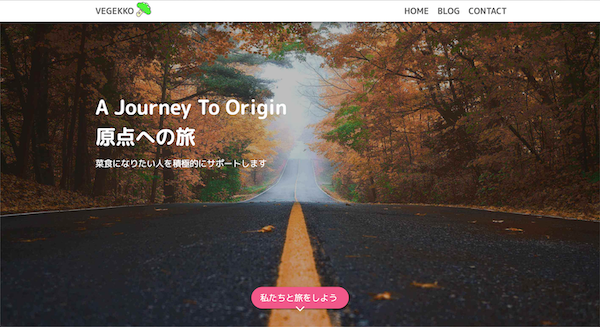 VEGEKKO
HOME BLOG CONTACT
A Journey To Origin
原点への旅
菜食になりたい人を積極的にサポートします
私たちと旅をしよう